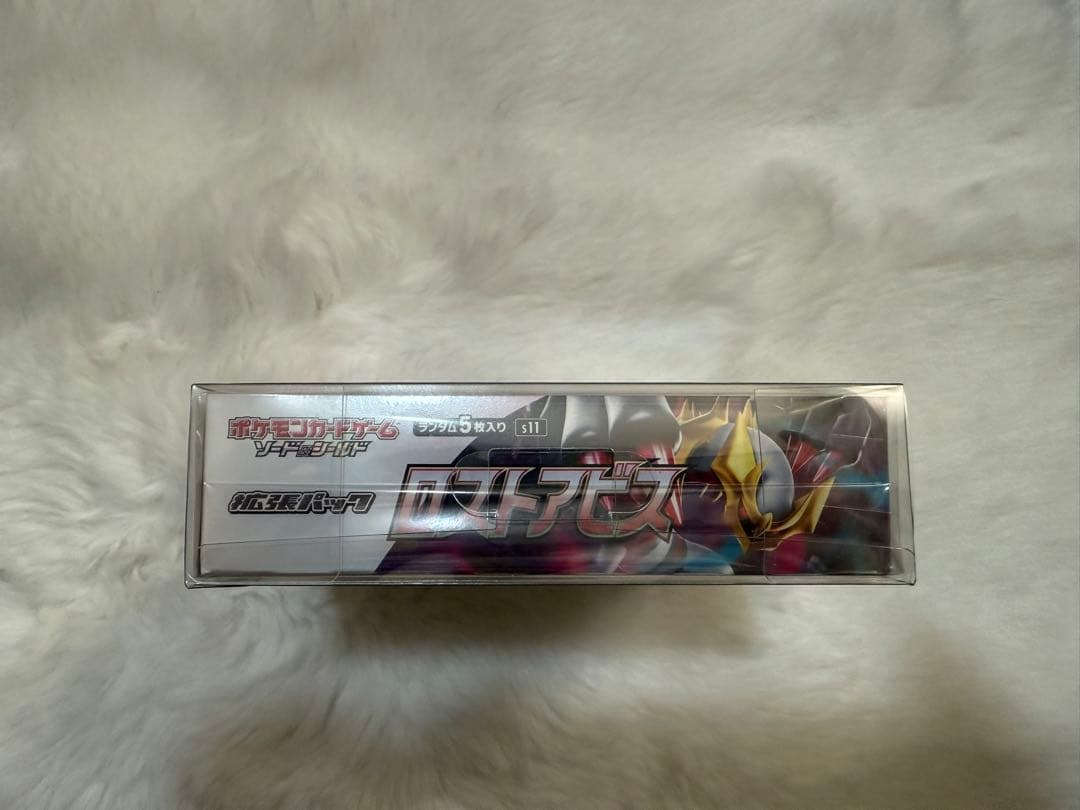 ポケモンカードゲーム
ソード&シールド
ランダム5枚入り s11
拡張パック
ロストアビス